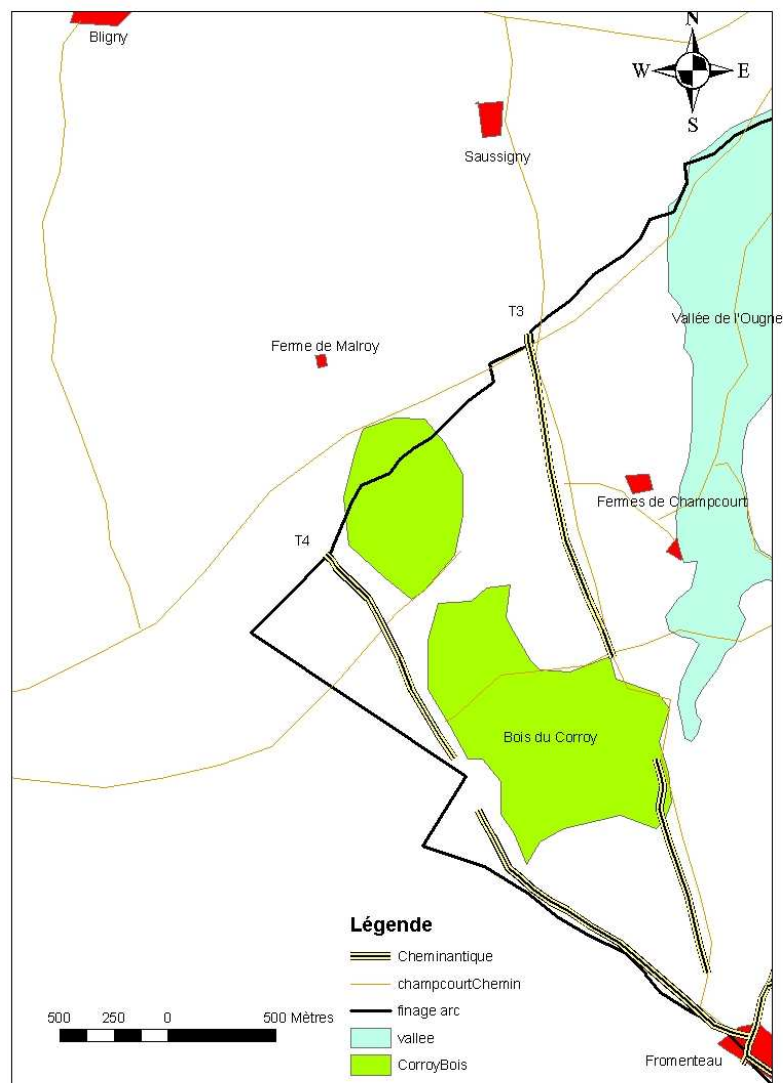 Bligny
N
W E
S
Saussigny
T3
Vallée de l'Ougne
Ferme de Malroy
Fermes de Champcourt
T4
Bois du Corroy
Légende
Cheminantique
champcourtChemin
finage arc
vallee
CorroyBois
500 250 0 500 Mètres
Fromenteau